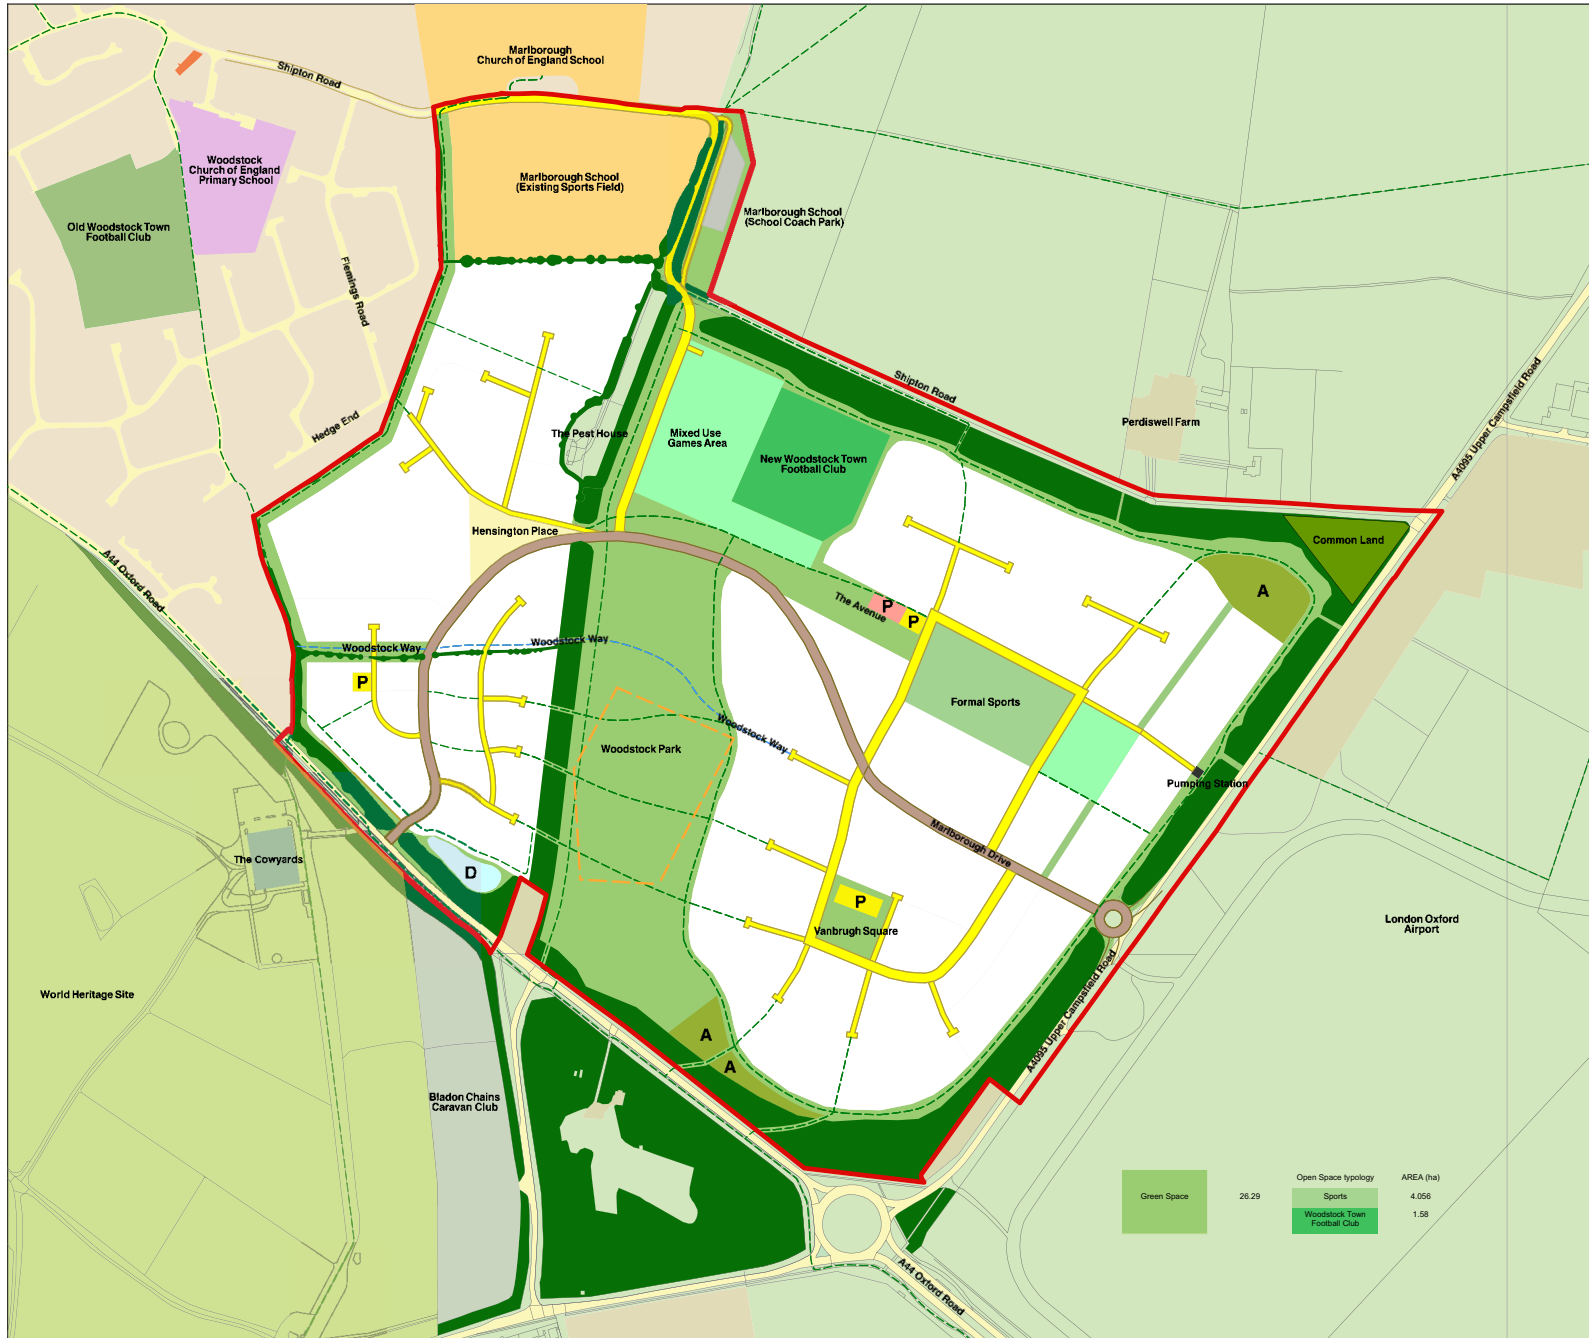 Marlborough
Church of England School
Shipton Road
Woodstock
Church of England
Primary School
Marlborough School
(Existing Sports Field)
Old Woodstock Town
Football Club
Marlborough School
(School Coach Park)
Flemings Road
Shipton Road
A4095 Upper Campsfield Road
Hedge End
The Pest House
Mixed Use
Games Area
Perdiswell Farm
New Woodstock Town
Football Club
Hensington Place
Common Land
A44 Oxford Road
A
The Avenue
P
P
Woodstock Way
Woodstock Way
P
Formal Sports
Woodstock Way
Woodstock Park
Pumping Station
Marlborough Drive
The Cowyards
D
P
Vanbrugh Square
London Oxford
Airport
World Heritage Site
A4095 Upper Campsfield Road
A
A
Bladon Chains
Caravan Club
Open Space typology
AREA (ha)
Green Space
26.29
Sports
4.056
Woodstock Town
Football Club
1.58
A44 Oxford Road